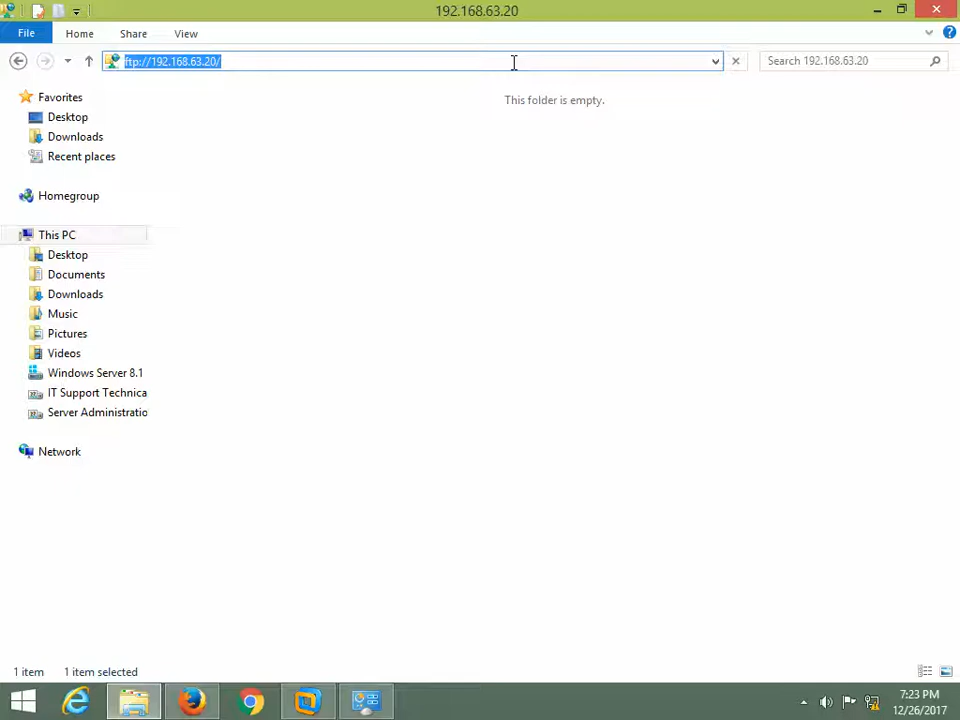 192.168.63.20
File
Home
Share
View
ftp://192.168.63.20/
Search 192.168.63.20
Favorites
This folder is empty.
Desktop
Downloads
Recent places
Homegroup
This PC
Desktop
Documents
Downloads
Music
Pictures
Videos
Windows Server 8.1
IT Support Technica
Server Administratio
Network
1 item
1 item selected
7:23 PM
12/26/2017